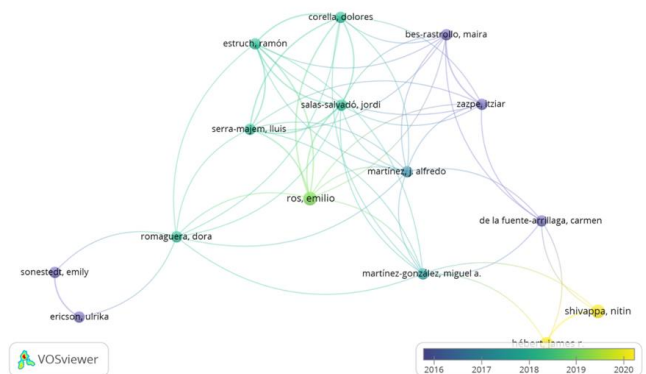 corella, dolores
bes-rastrollo, maira
estruch, ramón
salas-salvadó, jordi
zazpe, itziar
serra-majem, lluis
martínez, j. alfredo
ros, emilio
de la fuente-arrillaga, carmen
romaguera, dora
sonestedt, emily
martínez-gonzález, miguel a.
shivappa, nitin
ericson, ulrika
hébert, james r.
VOSviewer
2016 2017 2018 2019 2020